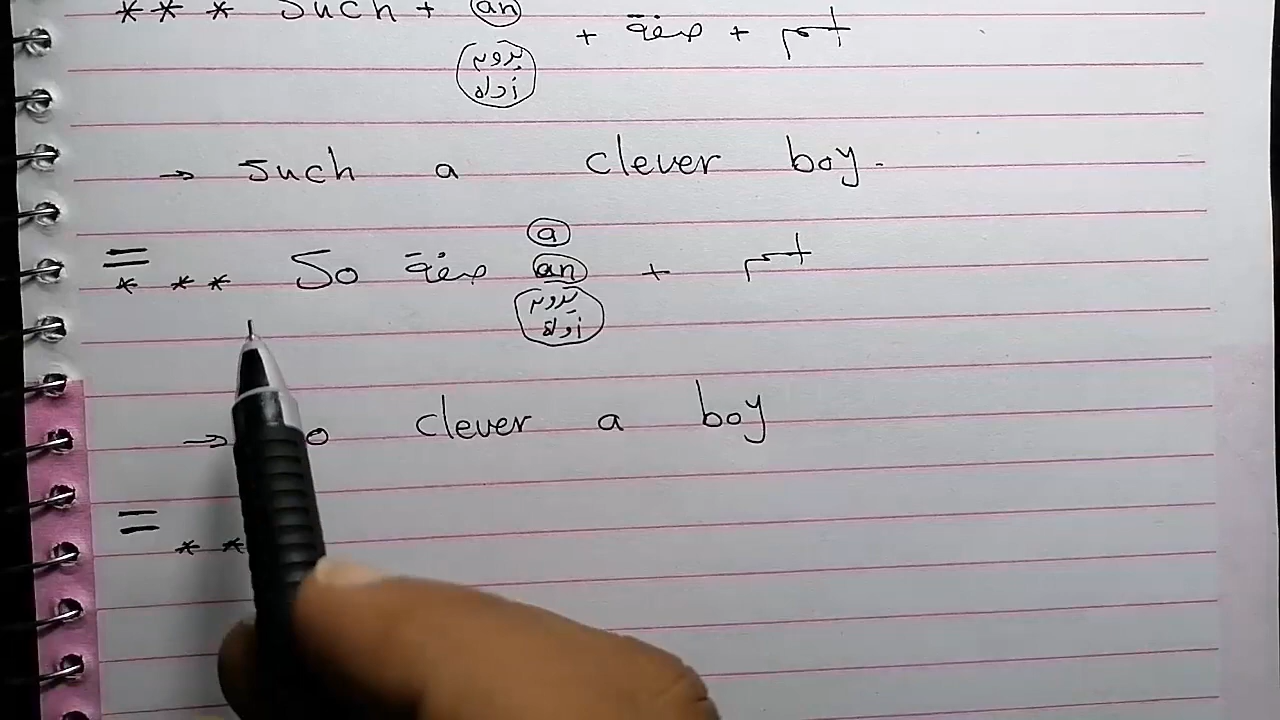 *** Such + an + صفة + اسم
بدون
أداة
→ Such a clever boy.
= *** So صفة a
an + اسم
بدون
أداة
→ clever a boy
= **